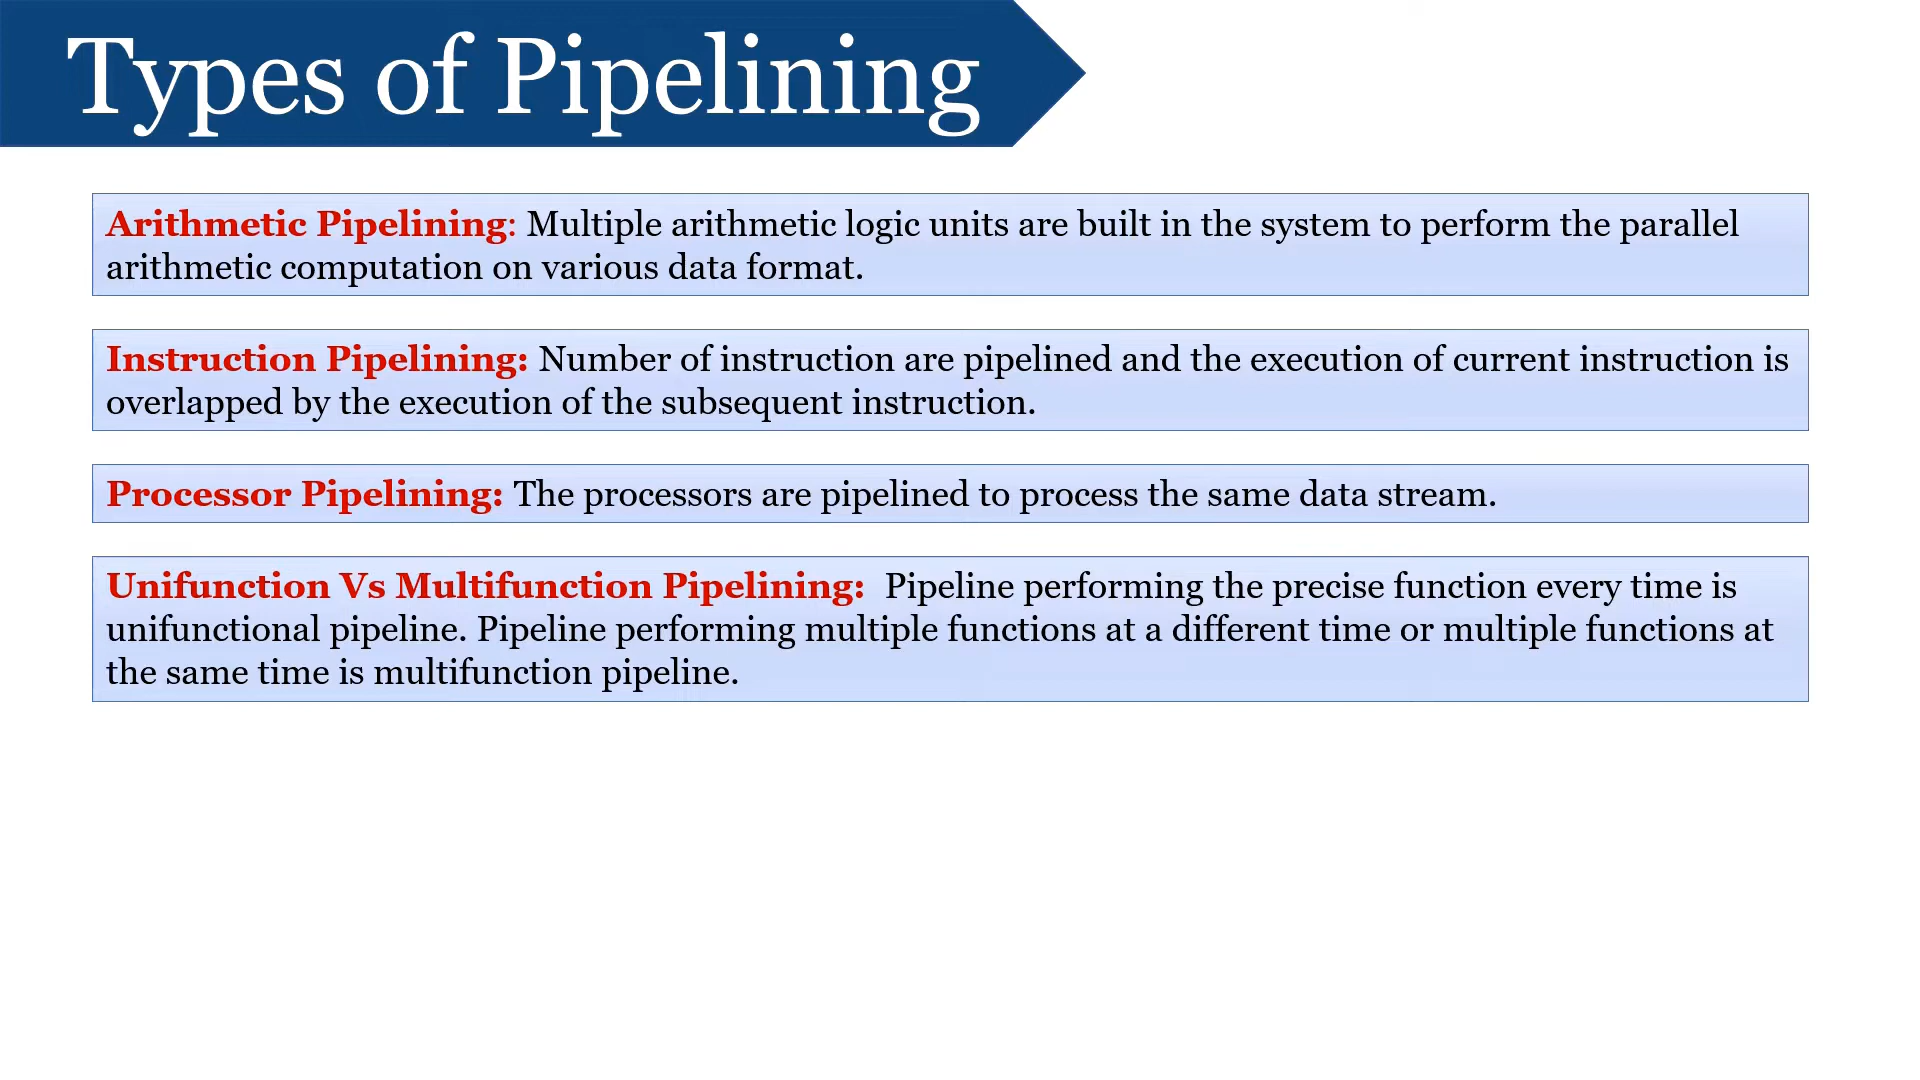 Types of Pipelining
Arithmetic Pipelining: Multiple arithmetic logic units are built in the system to perform the parallel
arithmetic computation on various data format.
Instruction Pipelining: Number of instruction are pipelined and the execution of current instruction is
overlapped by the execution of the subsequent instruction.
Processor Pipelining: The processors are pipelined to process the same data stream.
Unifunction Vs Multifunction Pipelining: Pipeline performing the precise function every time is
unifunctional pipeline. Pipeline performing multiple functions at a different time or multiple functions at
the same time is multifunction pipeline.